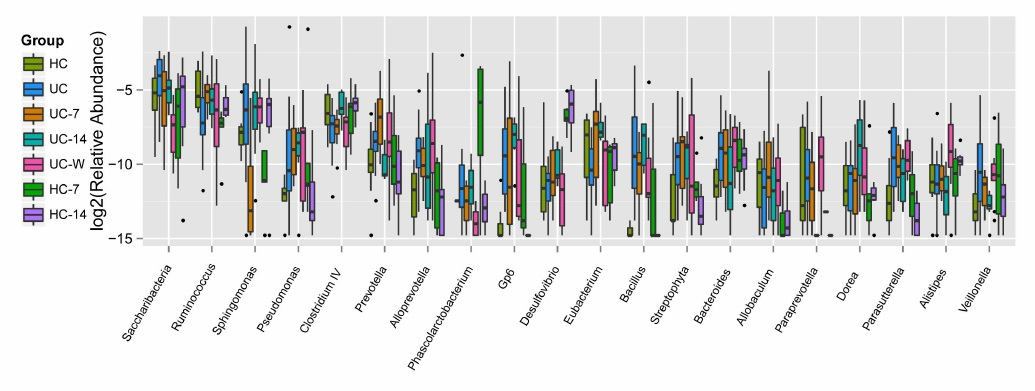 Group
HC
UC
UC-7
UC-14
UC-W
HC-7
HC-14
log2(Relative Abundance)
−5
−10
−15
Saccharibacteria
Ruminococcus
Sphingomonas
Pseudomonas
Clostridium IV
Prevotella
Alloprevotella
Phascolarctobacterium
Gp6
Desulfovibrio
Eubacterium
Bacillus
Streptophyta
Bacteroides
Allobaculum
Paraprevotella
Dorea
Parasutterella
Alistipes
Veillonella